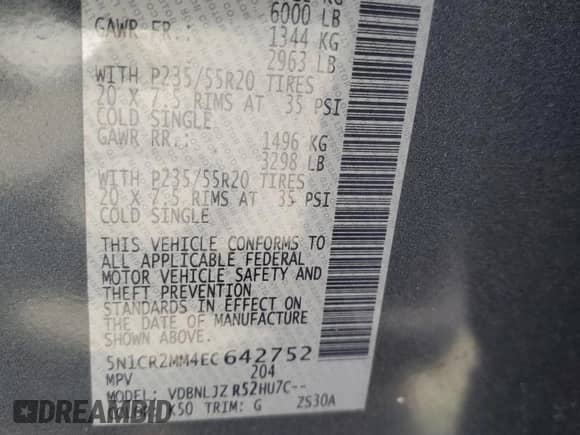 6000 LB
GAWR FR.: 1344 KG
2963 LB
WITH P235/55R20 TIRES
20 X 7.5 RIMS AT 35 PSI
COLD SINGLE
GAWR RR.: 1496 KG
3298 LB
WITH P235/55R20 TIRES
20 X 7.5 RIMS AT 35 PSI
COLD SINGLE
THIS VEHICLE CONFORMS TO
ALL APPLICABLE FEDERAL
MOTOR VEHICLE SAFETY AND
THEFT PREVENTION
STANDARDS IN EFFECT ON
THE DATE OF MANUFACTURE
SHOWN ABOVE.
5N1CR2MM4EC642752
MPV 204
MODEL: VDBNLJZ R52HU7C--
K50 TRIM: G ZS30A
AUTOBIDMASTER